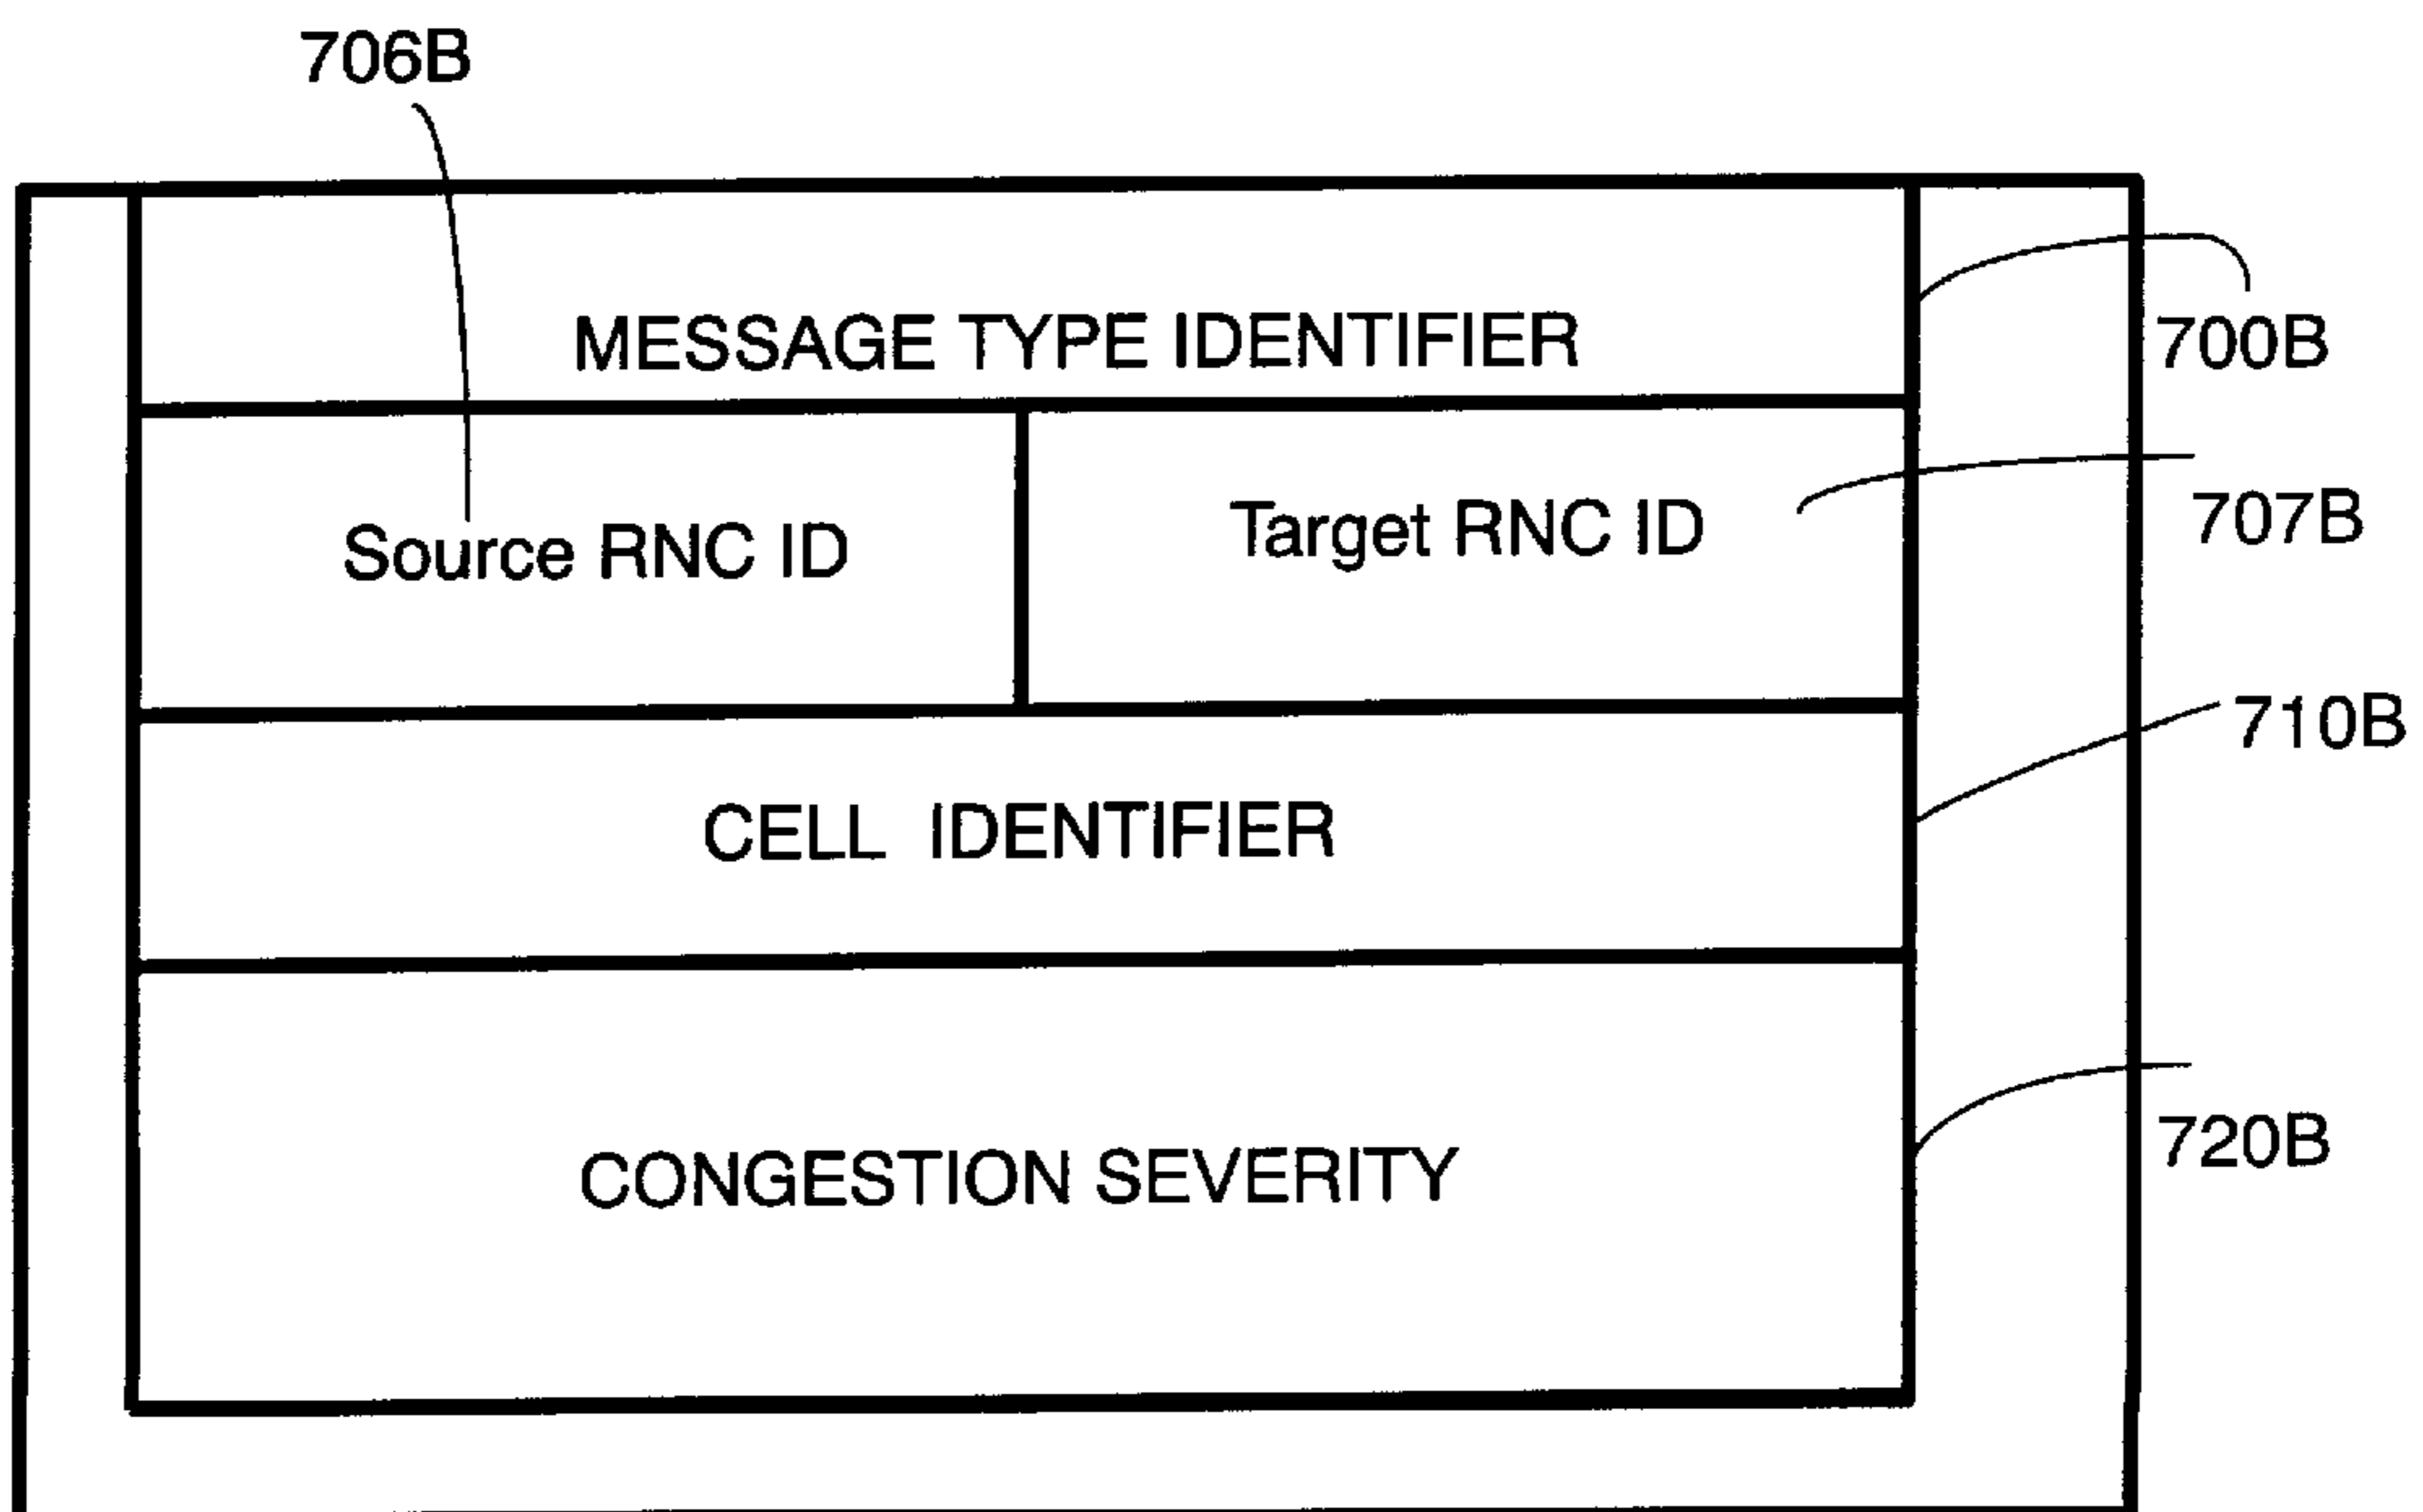 706B
MESSAGE TYPE IDENTIFIER
700B
Source RNC ID
Target RNC ID
707B
710B
CELL IDENTIFIER
720B
CONGESTION SEVERITY